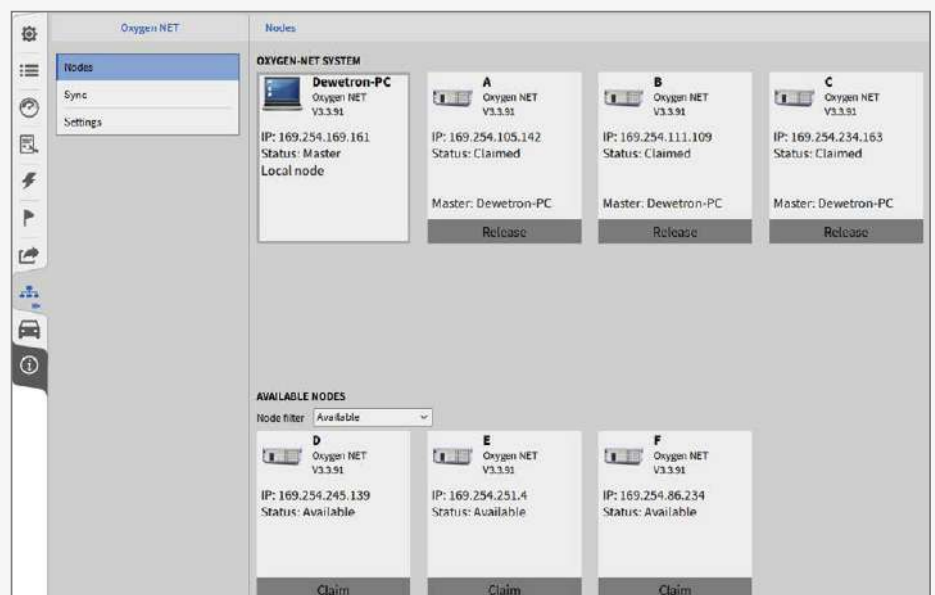 Oxygen NET
Nodes
Nodes
Sync
Settings
OXYGEN-NET SYSTEM
Dewetron-PC
Oxygen NET
V3.3.91
IP: 169.254.169.161
Status: Master
Local node
A
Oxygen NET
V3.3.91
IP: 169.254.105.142
Status: Claimed
Master: Dewetron-PC
Release
B
Oxygen NET
V3.3.91
IP: 169.254.111.109
Status: Claimed
Master: Dewetron-PC
Release
C
Oxygen NET
V3.3.91
IP: 169.254.234.163
Status: Claimed
Master: Dewetron-PC
Release
AVAILABLE NODES
Node filter Available
D
Oxygen NET
V3.3.91
IP: 169.254.245.139
Status: Available
Claim
E
Oxygen NET
V3.3.91
IP: 169.254.251.4
Status: Available
Claim
F
Oxygen NET
V3.3.91
IP: 169.254.86.234
Status: Available
Claim